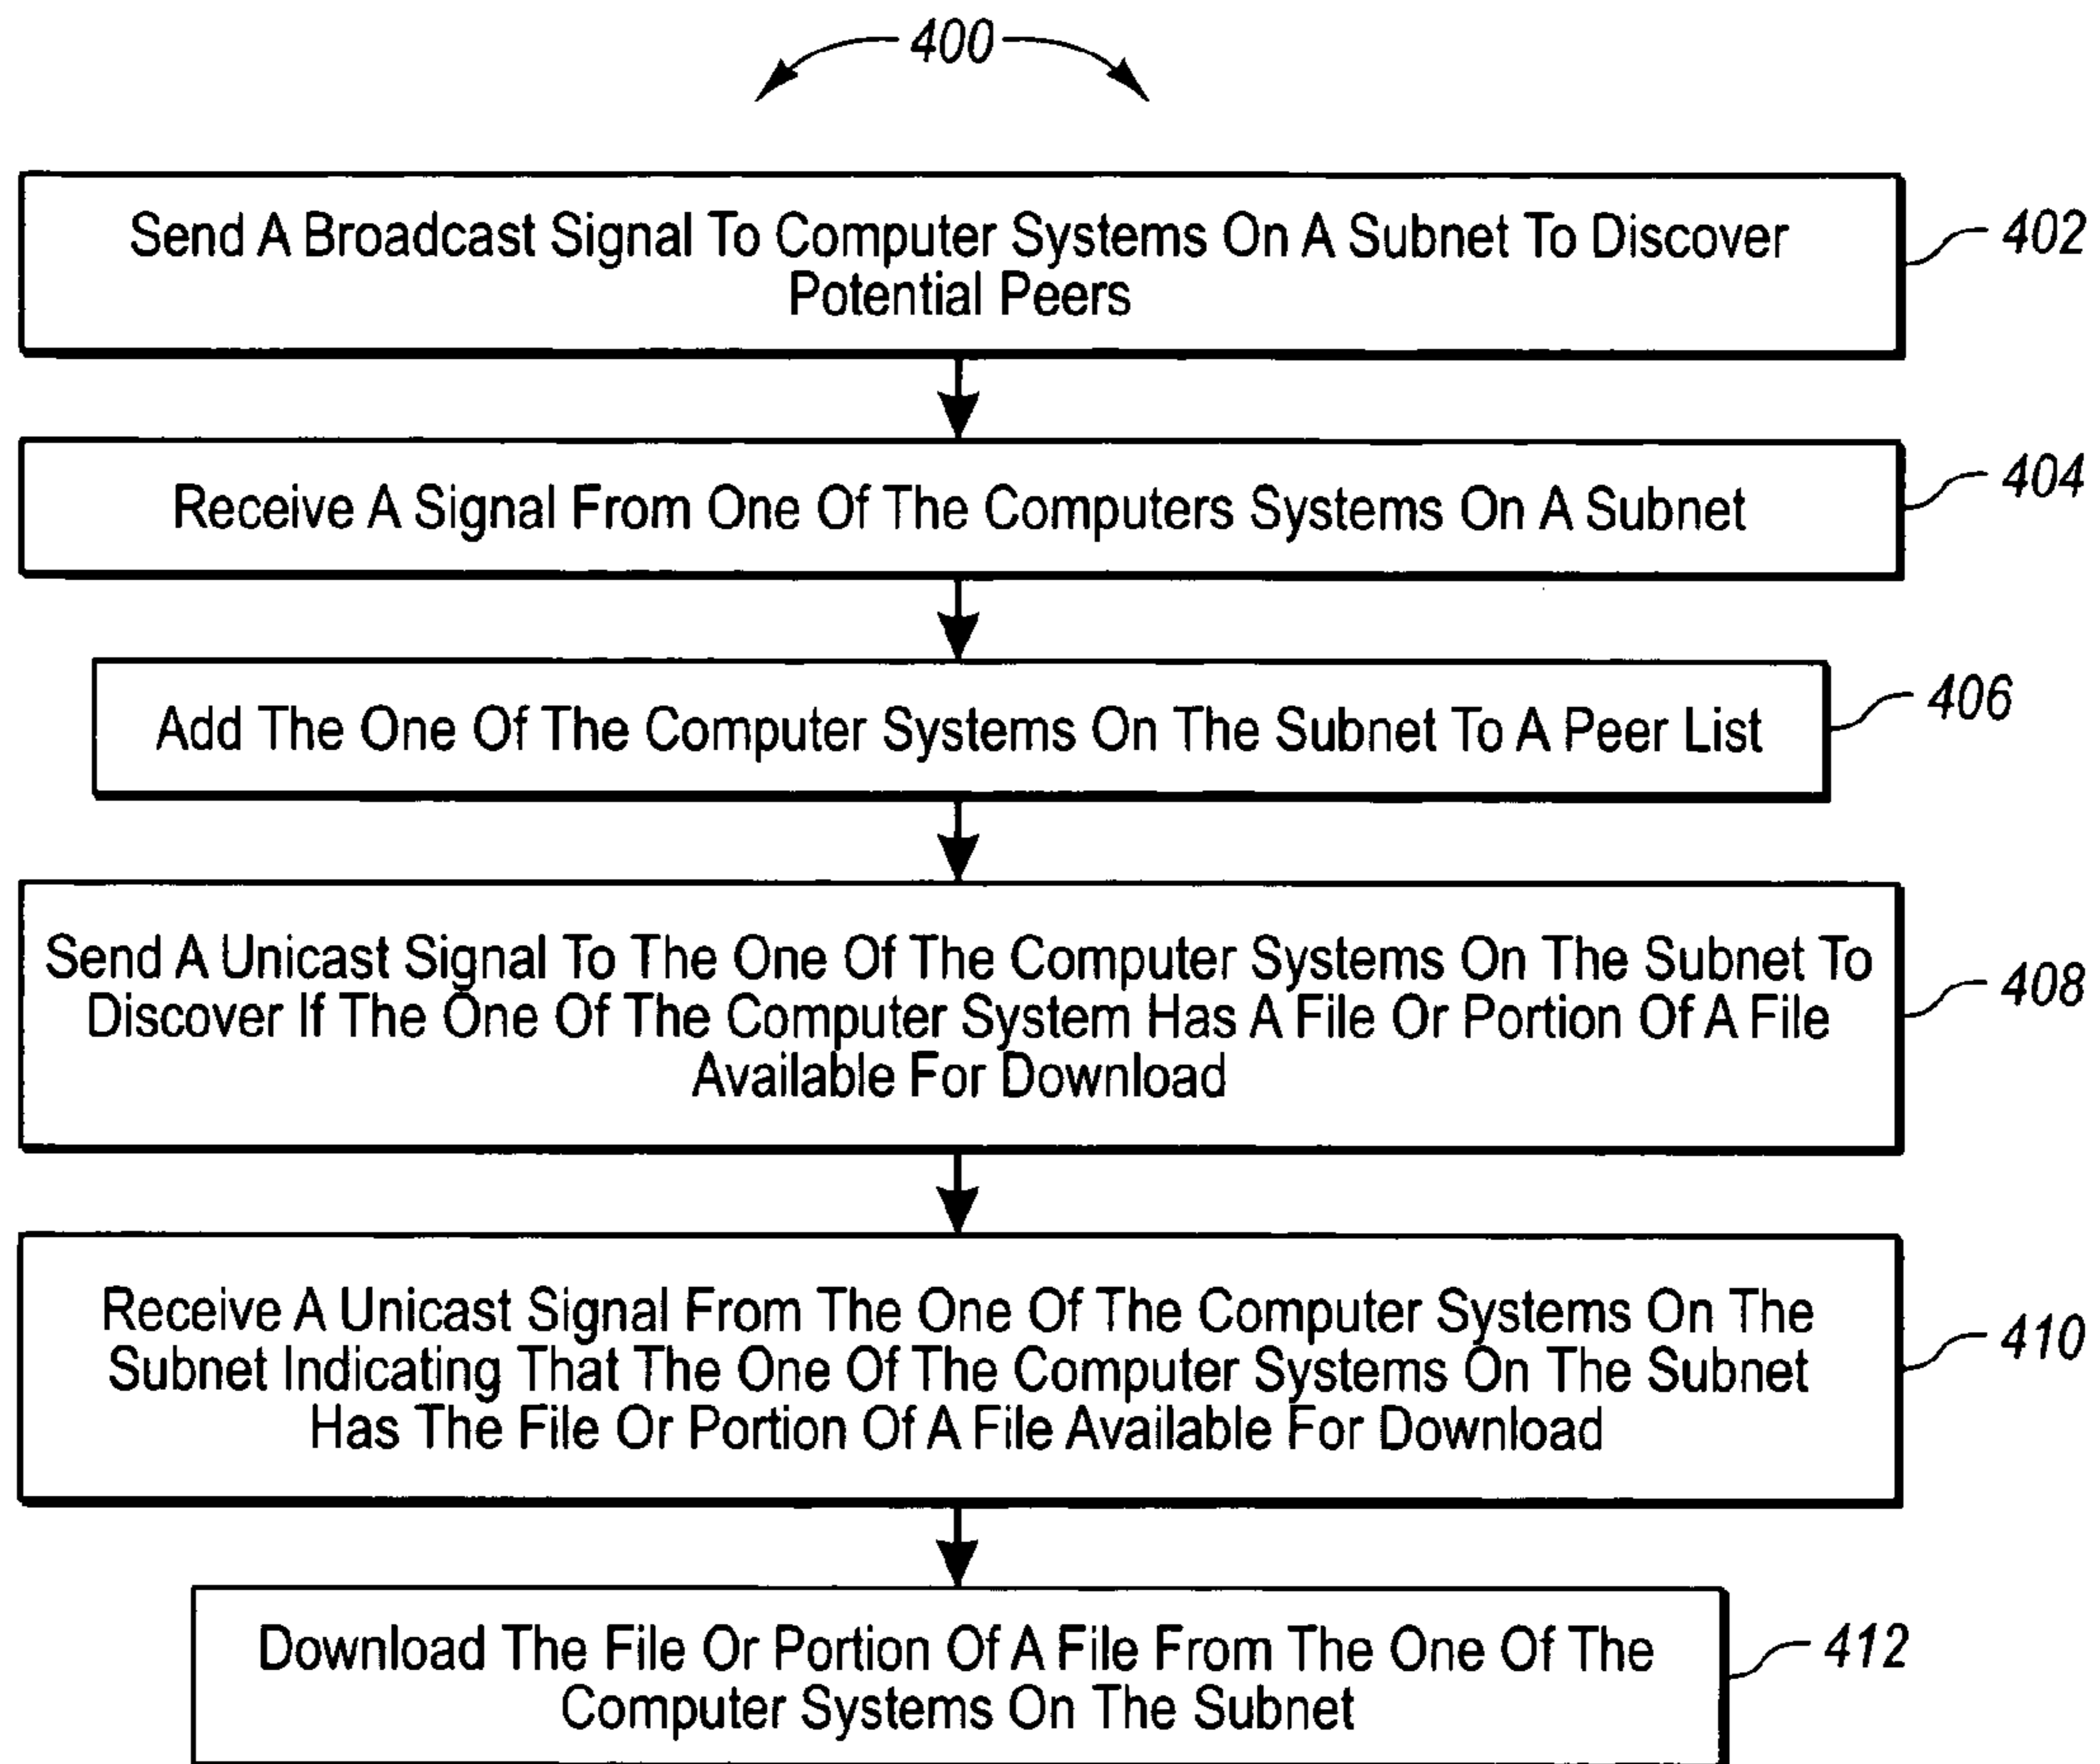 400
Send A Broadcast Signal To Computer Systems On A Subnet To Discover
Potential Peers
402
Receive A Signal From One Of The Computers Systems On A Subnet
404
Add The One Of The Computer Systems On The Subnet To A Peer List
406
Send A Unicast Signal To The One Of The Computer Systems On The Subnet To
Discover If The One Of The Computer System Has A File Or Portion Of A File
Available For Download
408
Receive A Unicast Signal From The One Of The Computer Systems On The
Subnet Indicating That The One Of The Computer Systems On The Subnet
Has The File Or Portion Of A File Available For Download
410
Download The File Or Portion Of A File From The One Of The
Computer Systems On The Subnet
412